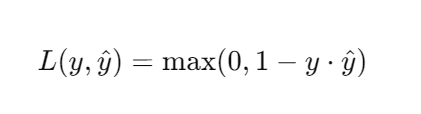 L(y, ŷ) = max(0, 1 − y · ŷ)